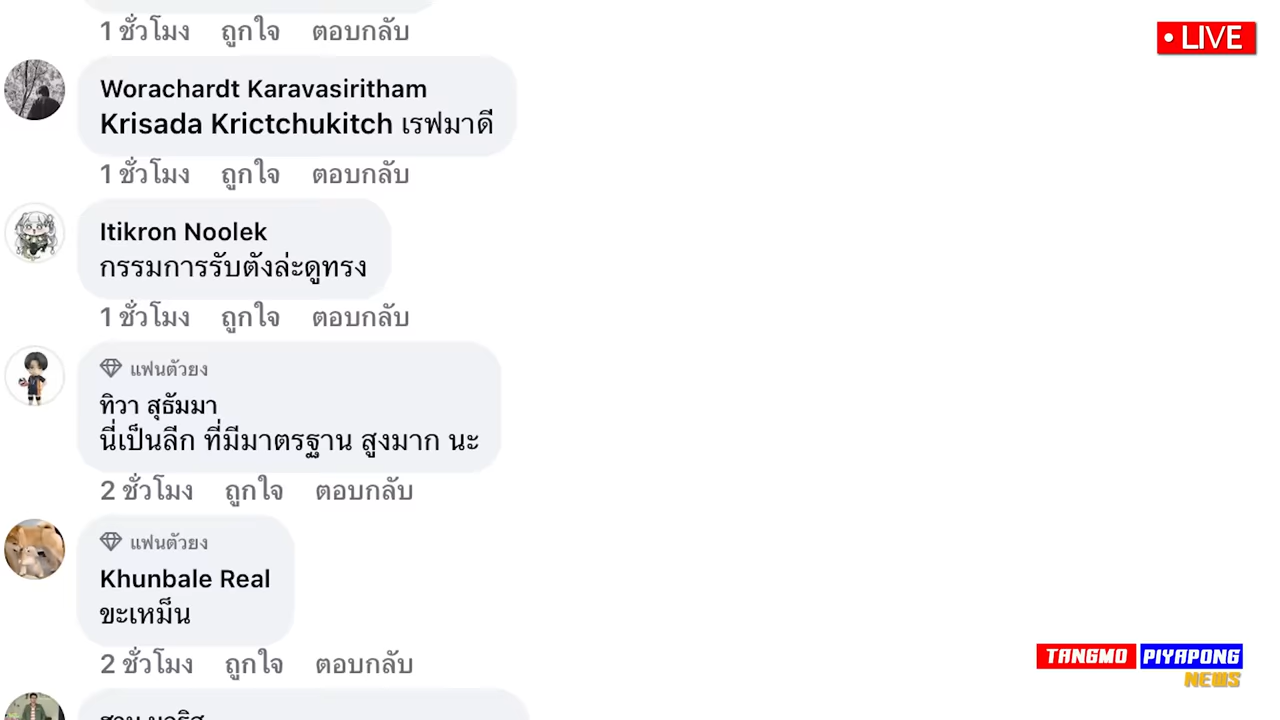 1 ชั่วโมง ถูกใจ ตอบกลับ
• LIVE
Worachardt Karavasiritham
Krisada Krictchukitch เรฟมาดี
1 ชั่วโมง ถูกใจ ตอบกลับ
Itikron Noolek
กรรมการรับตังล่ะดูทรง
1 ชั่วโมง ถูกใจ ตอบกลับ
แฟนตัวยง
ทิวา สุธัมมา
นี่เป็นลีก ที่มีมาตรฐาน สูงมาก นะ
2 ชั่วโมง ถูกใจ ตอบกลับ
แฟนตัวยง
Khunbale Real
ขะเหม็น
2 ชั่วโมง ถูกใจ ตอบกลับ
TANGMO PIYAPONG
NEWS